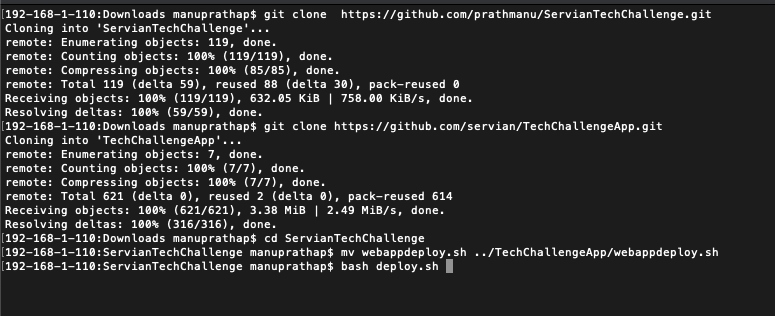 [192-168-1-110:Downloads manuprathap$ git clone  https://github.com/prathmanu/ServianTechChallenge.git
Cloning into 'ServianTechChallenge'...
remote: Enumerating objects: 119, done.
remote: Counting objects: 100% (119/119), done.
remote: Compressing objects: 100% (85/85), done.
remote: Total 119 (delta 59), reused 88 (delta 30), pack-reused 0
Receiving objects: 100% (119/119), 632.05 KiB | 758.00 KiB/s, done.
Resolving deltas: 100% (59/59), done.
[192-168-1-110:Downloads manuprathap$ git clone https://github.com/servian/TechChallengeApp.git
Cloning into 'TechChallengeApp'...
remote: Enumerating objects: 7, done.
remote: Counting objects: 100% (7/7), done.
remote: Compressing objects: 100% (7/7), done.
remote: Total 621 (delta 0), reused 2 (delta 0), pack-reused 614
Receiving objects: 100% (621/621), 3.38 MiB | 2.49 MiB/s, done.
Resolving deltas: 100% (316/316), done.
[192-168-1-110:Downloads manuprathap$ cd ServianTechChallenge
[192-168-1-110:ServianTechChallenge manuprathap$ mv webappdeploy.sh ../TechChallengeApp/webappdeploy.sh
[192-168-1-110:ServianTechChallenge manuprathap$ bash deploy.sh